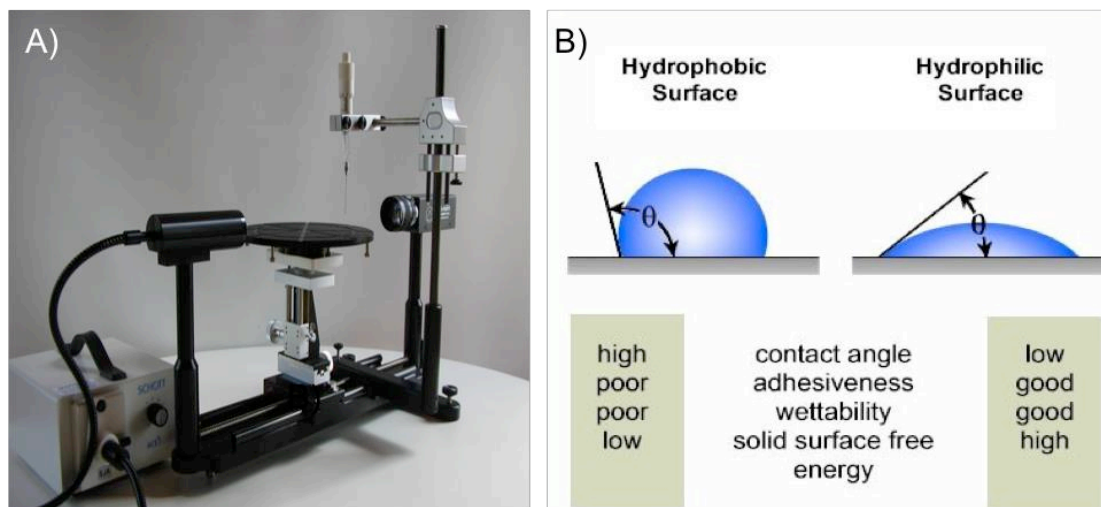 A)
SCHOTT
B)
Hydrophobic
Surface
Hydrophilic
Surface
θ
θ
high contact angle low
poor adhesiveness good
poor wettability good
low solid surface free high
energy